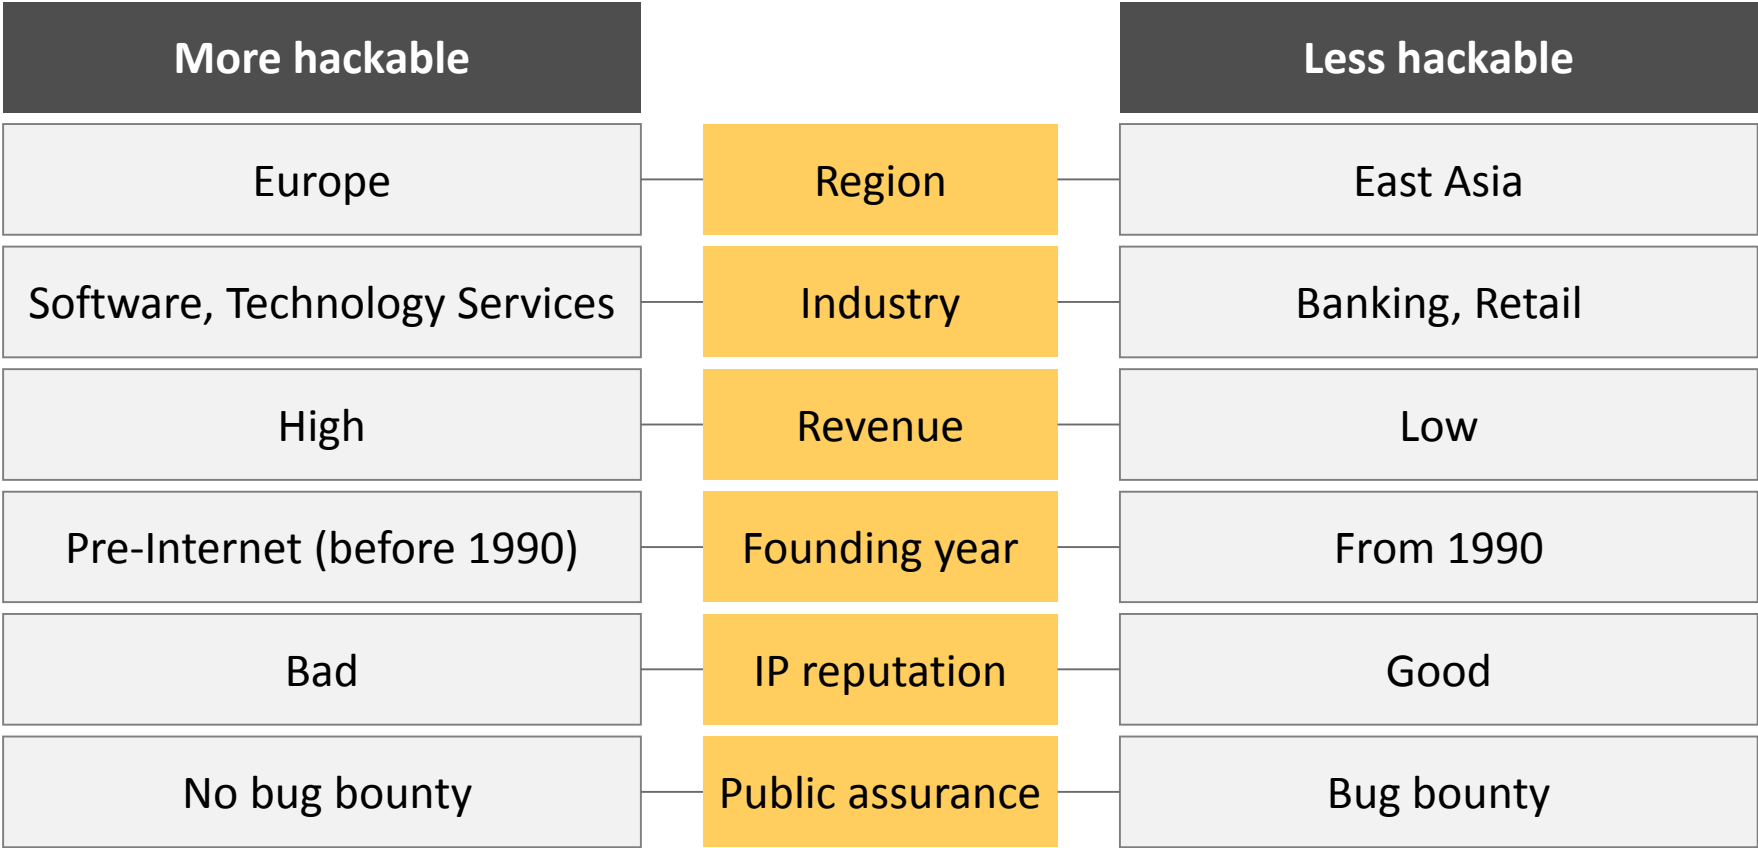 More hackable
Less hackable
Europe
Region
East Asia
Software, Technology Services
Industry
Banking, Retail
High
Revenue
Low
Pre-Internet (before 1990)
Founding year
From 1990
Bad
IP reputation
Good
No bug bounty
Public assurance
Bug bounty